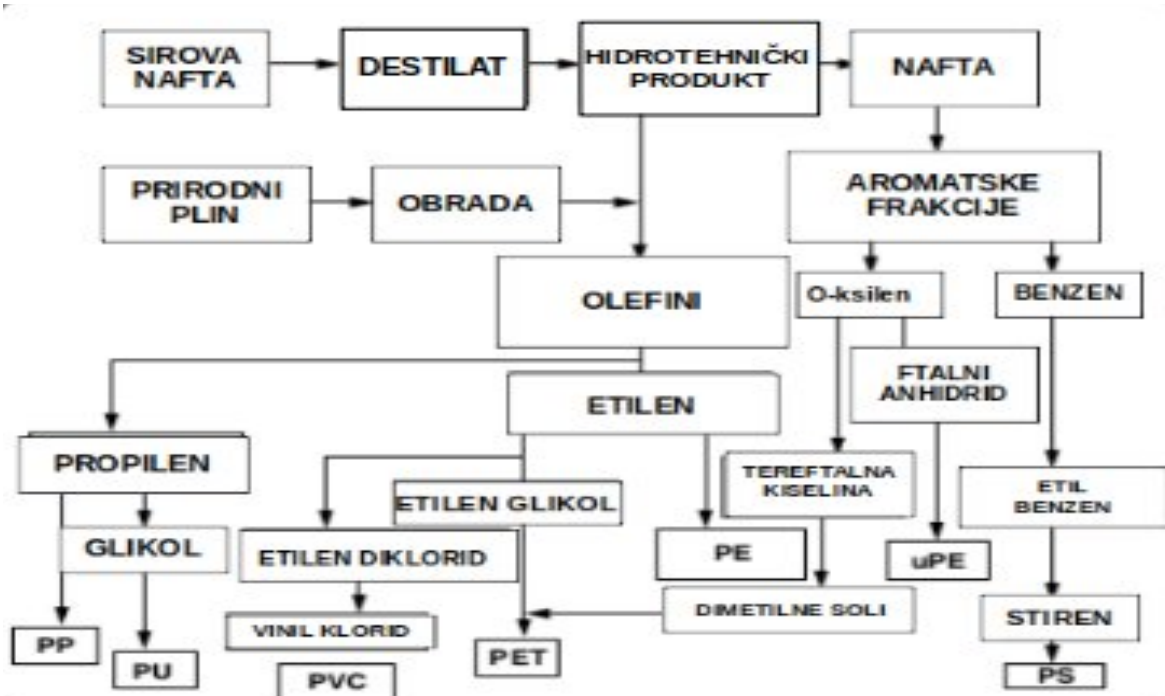 SIROVA
NAFTA
DESTILAT
HIDROTEHNIČKI
PRODUKT
NAFTA
PRIRODNI
PLIN
OBRADA
AROMATSKE
FRAKCIJE
OLEFINI
O-ksilen
BENZEN
FTALNI
ANHIDRID
ETILEN
PROPILEN
TEREFTALNA
KISELINA
ETIL
BENZEN
ETILEN GLIKOL
GLIKOL
ETILEN DIKLORID
PE
uPE
DIMETILNE SOLI
STIREN
VINIL KLORID
PP
PU
PVC
PET
PS